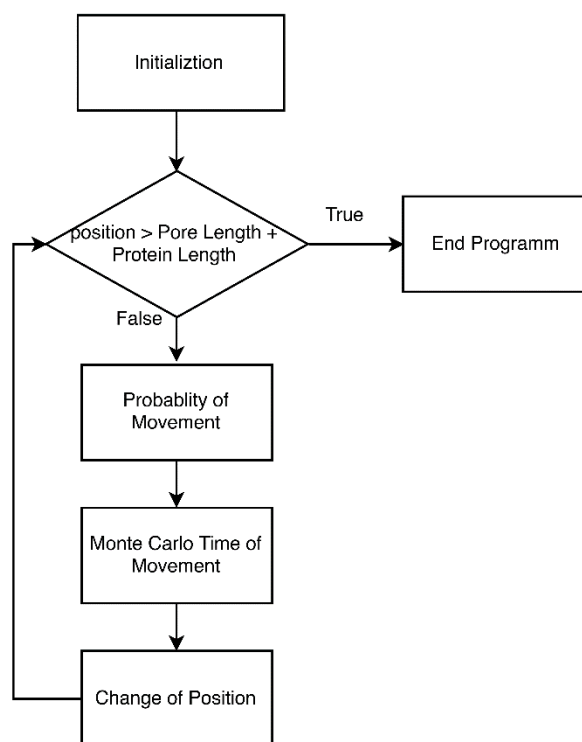 Initializtion
position > Pore Length +
Protein Length
True
End Programm
False
Probablity of
Movement
Monte Carlo Time of
Movement
Change of Position